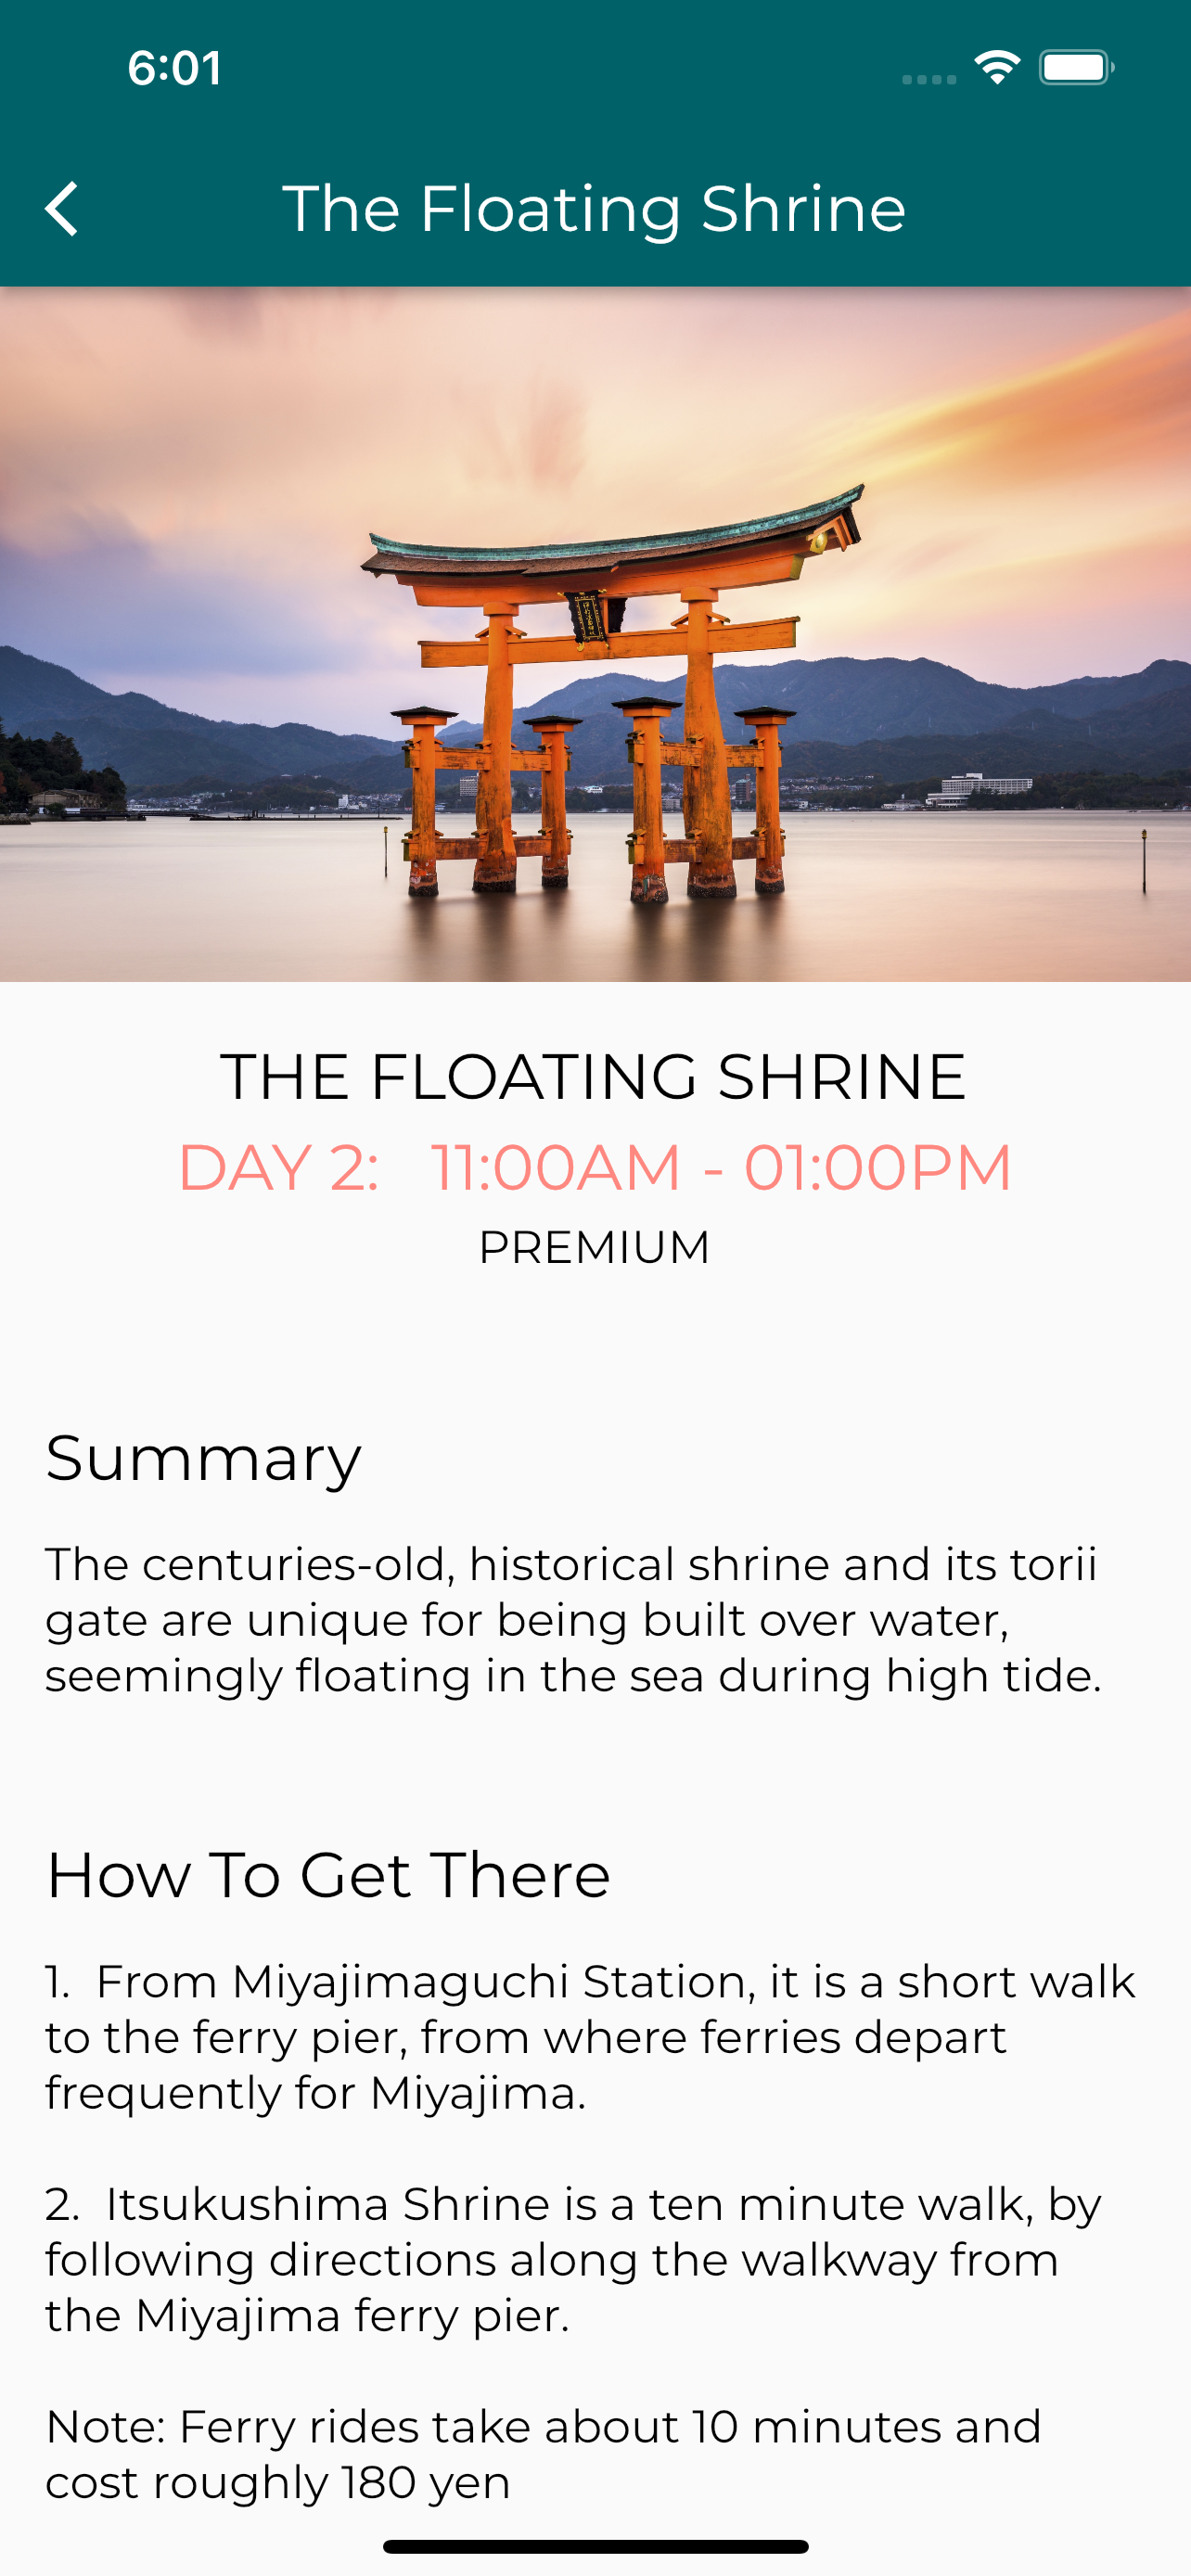 6:01
The Floating Shrine
THE FLOATING SHRINE
DAY 2: 11:00AM - 01:00PM
PREMIUM
Summary
The centuries-old, historical shrine and its torii
gate are unique for being built over water,
seemingly floating in the sea during high tide.
How To Get There
1. From Miyajimaguchi Station, it is a short walk
to the ferry pier, from where ferries depart
frequently for Miyajima.
2. Itsukushima Shrine is a ten minute walk, by
following directions along the walkway from
the Miyajima ferry pier.
Note: Ferry rides take about 10 minutes and
cost roughly 180 yen